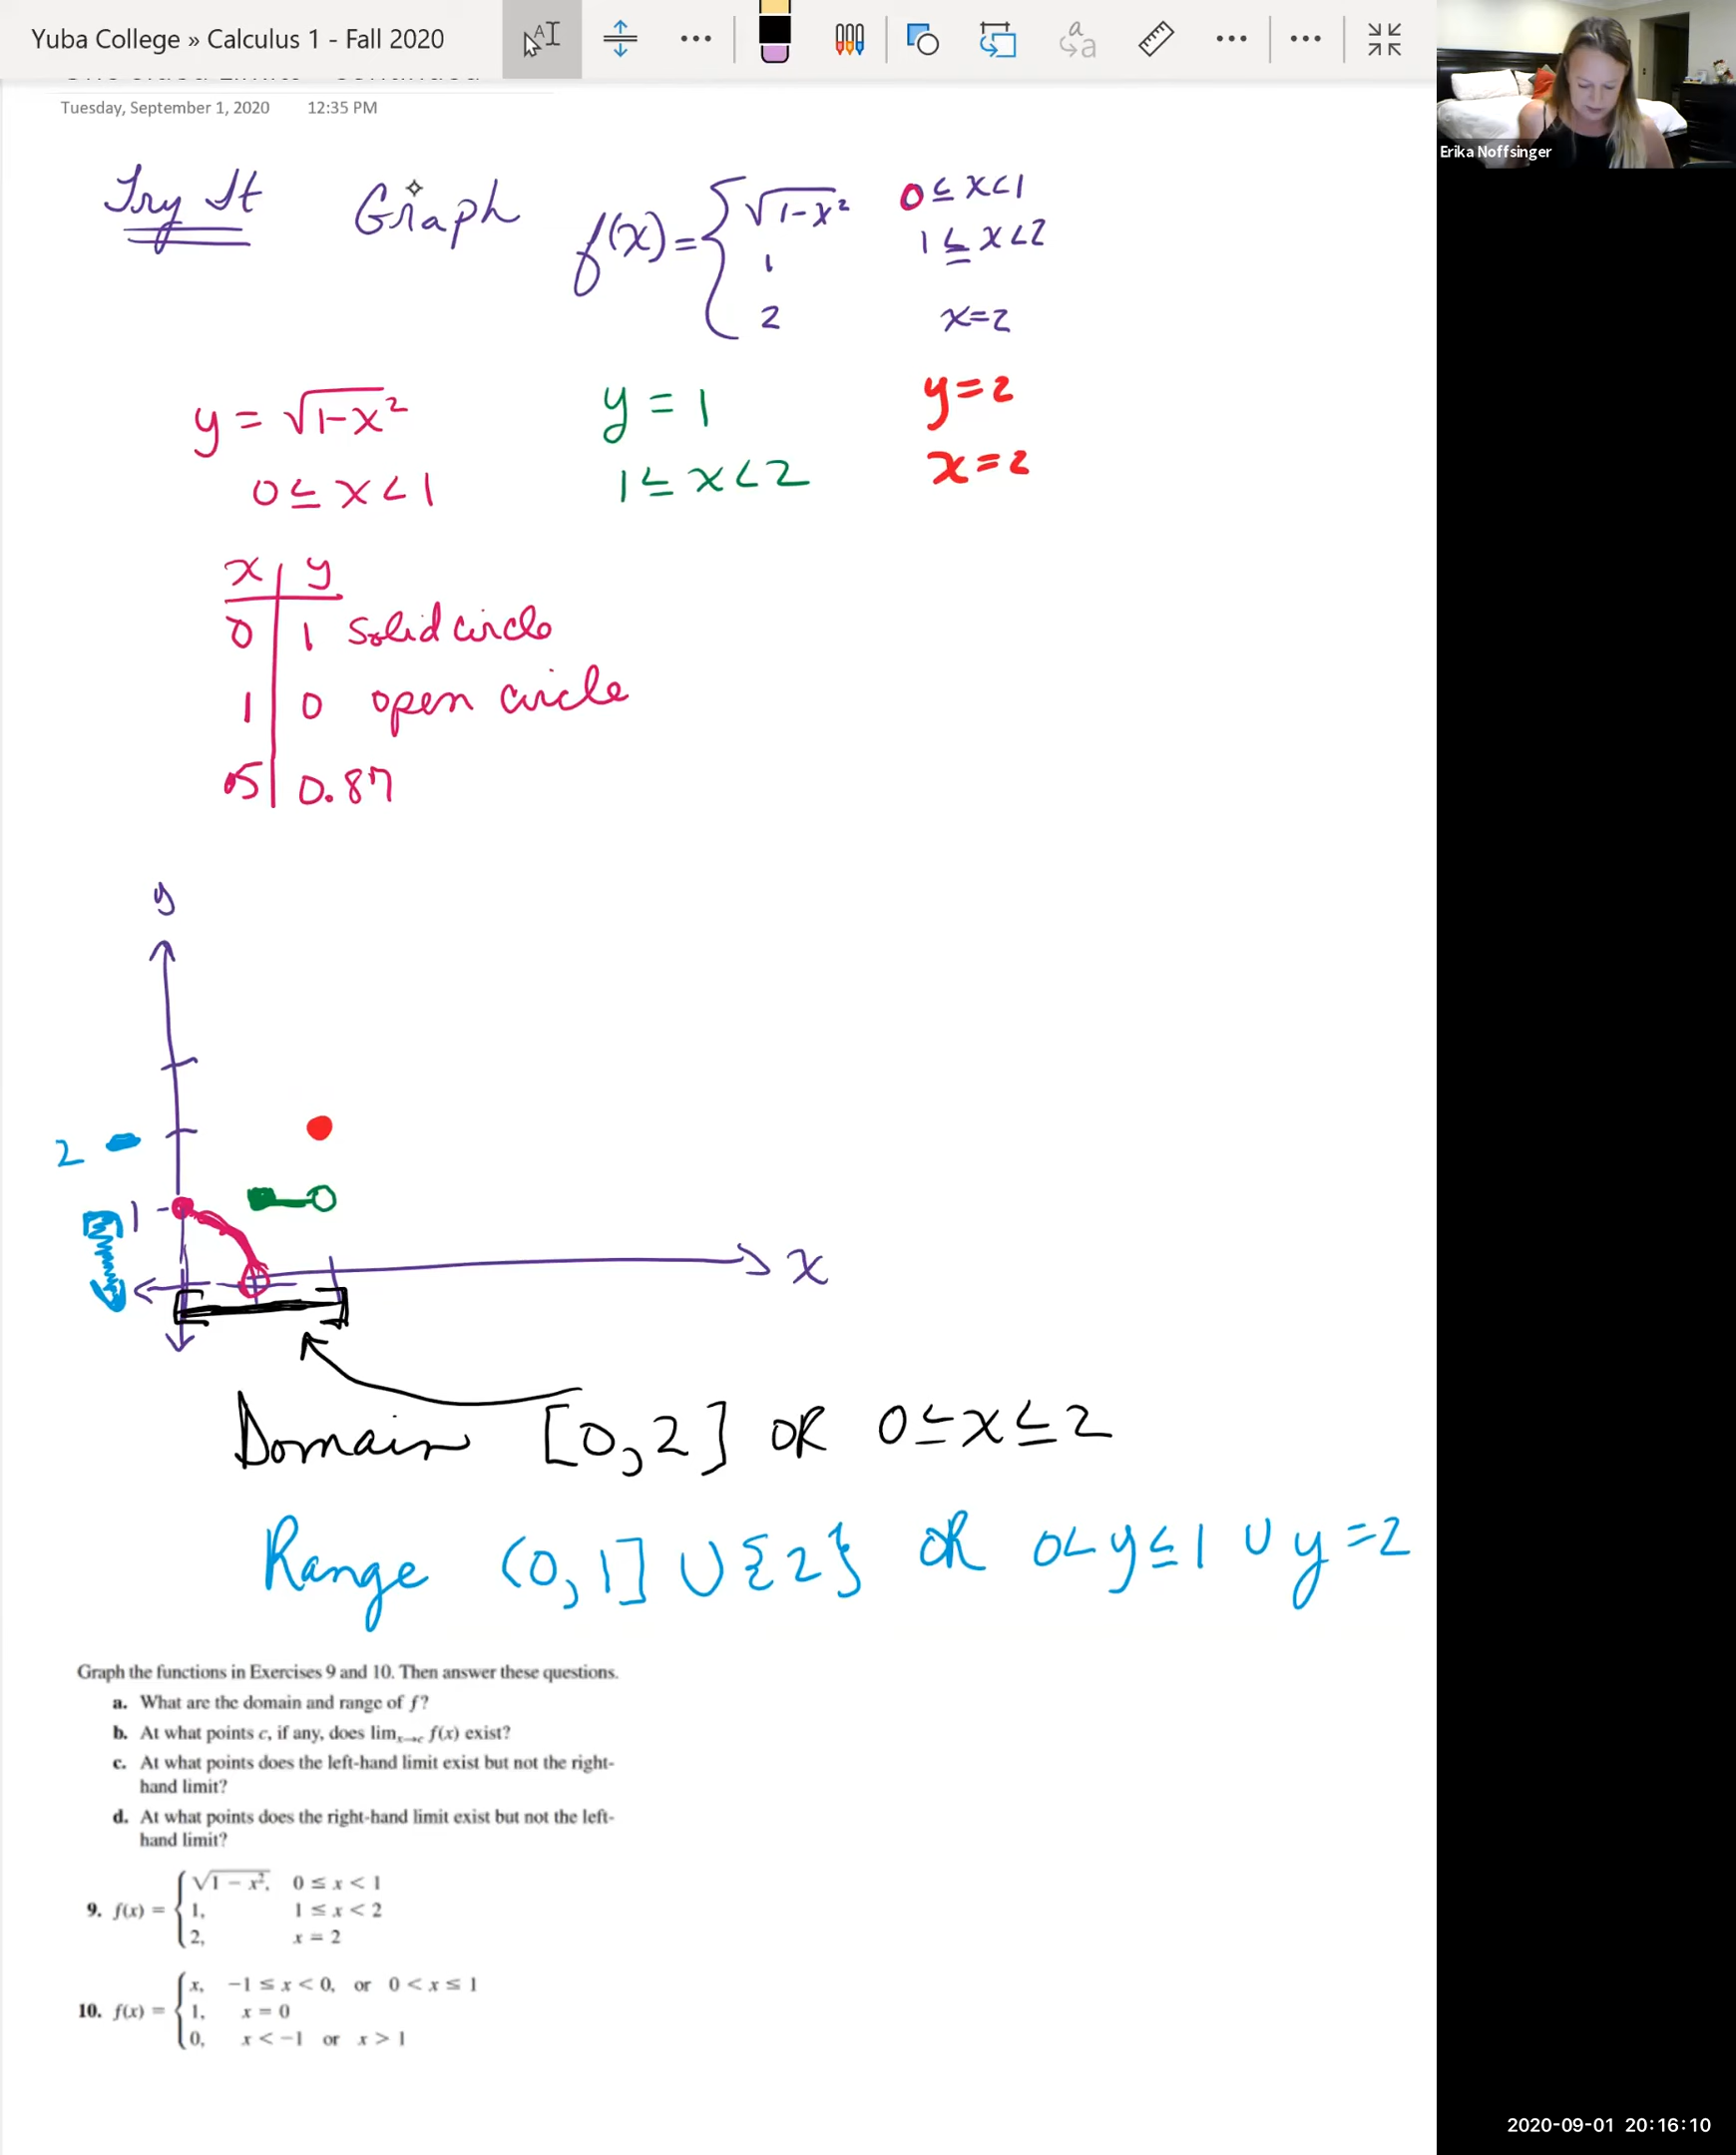 Yuba College » Calculus 1 - Fall 2020
Tuesday, September 1, 2020 12:35 PM
Erika Noffsinger
Try It Graph f(x) = { √1-x² 0 ≤ x < 1
1 1 ≤ x < 2
2 x = 2
y = √1-x² y = 1 y = 2
0 ≤ x < 1 1 ≤ x < 2 x = 2
x y
0 1 solid circle
1 0 open circle
.5 0.87
y
2
1
x
Domain [0,2] OR 0 ≤ x ≤ 2
Range (0,1] ∪ {2} OR 0 < y ≤ 1 ∪ y = 2
Graph the functions in Exercises 9 and 10. Then answer these questions.
a. What are the domain and range of f?
b. At what points c, if any, does lim x→c f(x) exist?
c. At what points does the left-hand limit exist but not the right-
hand limit?
d. At what points does the right-hand limit exist but not the left-
hand limit?
9. f(x) = { √1 − x², 0 ≤ x < 1
1, 1 ≤ x < 2
2, x = 2
10. f(x) = { x, −1 ≤ x < 0, or 0 < x ≤ 1
1, x = 0
0, x < −1 or x > 1
2020-09-01 20:16:10